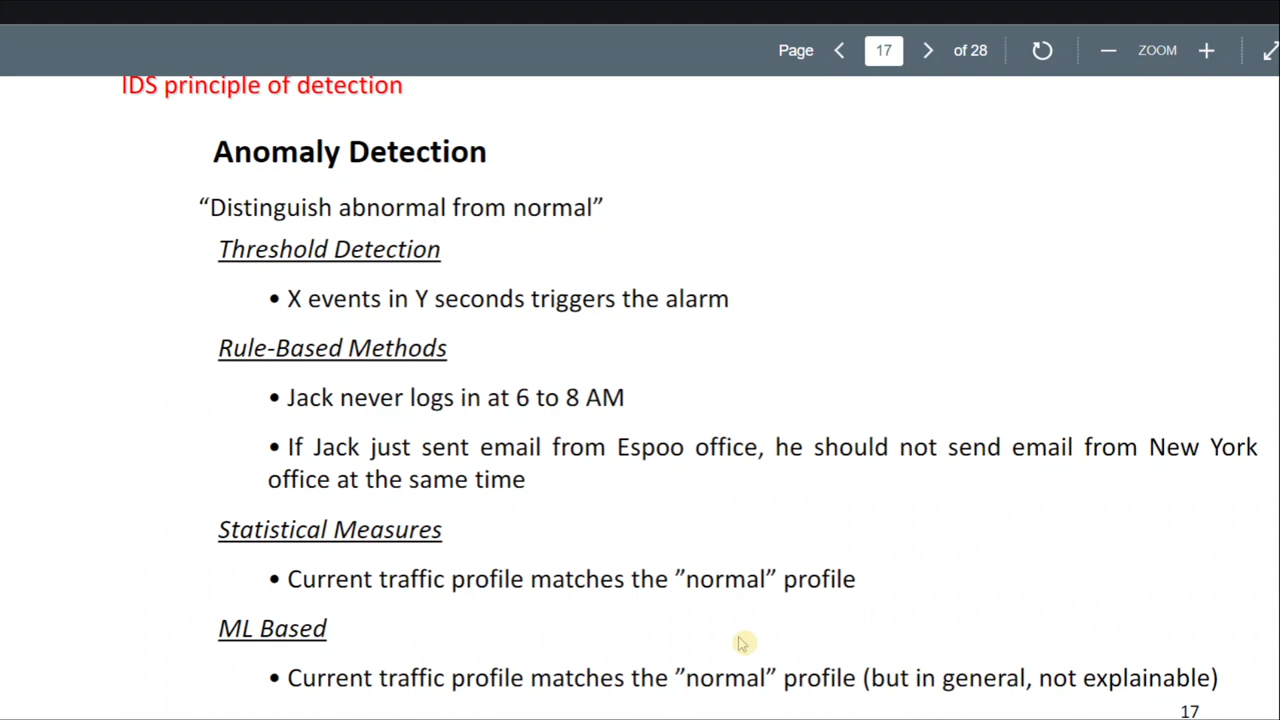 Page 17 of 28 ZOOM
IDS principle of detection
Anomaly Detection
“Distinguish abnormal from normal”
Threshold Detection
• X events in Y seconds triggers the alarm
Rule-Based Methods
• Jack never logs in at 6 to 8 AM
• If Jack just sent email from Espoo office, he should not send email from New York
office at the same time
Statistical Measures
• Current traffic profile matches the ”normal” profile
ML Based
• Current traffic profile matches the ”normal” profile (but in general, not explainable)
17